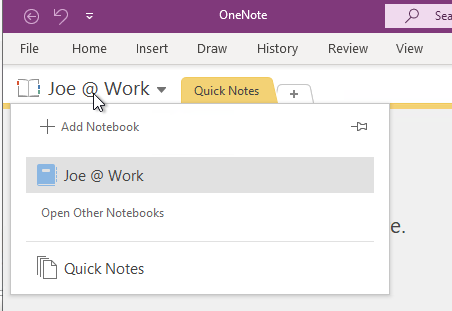 OneNote
Sea
File Home Insert Draw History Review View
Joe @ Work Quick Notes
Add Notebook
Joe @ Work
Open Other Notebooks
e.
Quick Notes